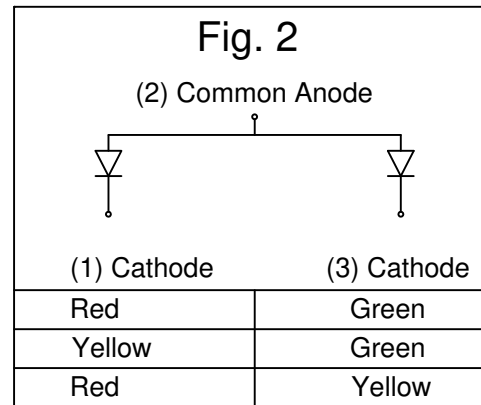 Fig. 2
(2) Common Anode
(1) Cathode (3) Cathode
Red Green
Yellow Green
Red Yellow